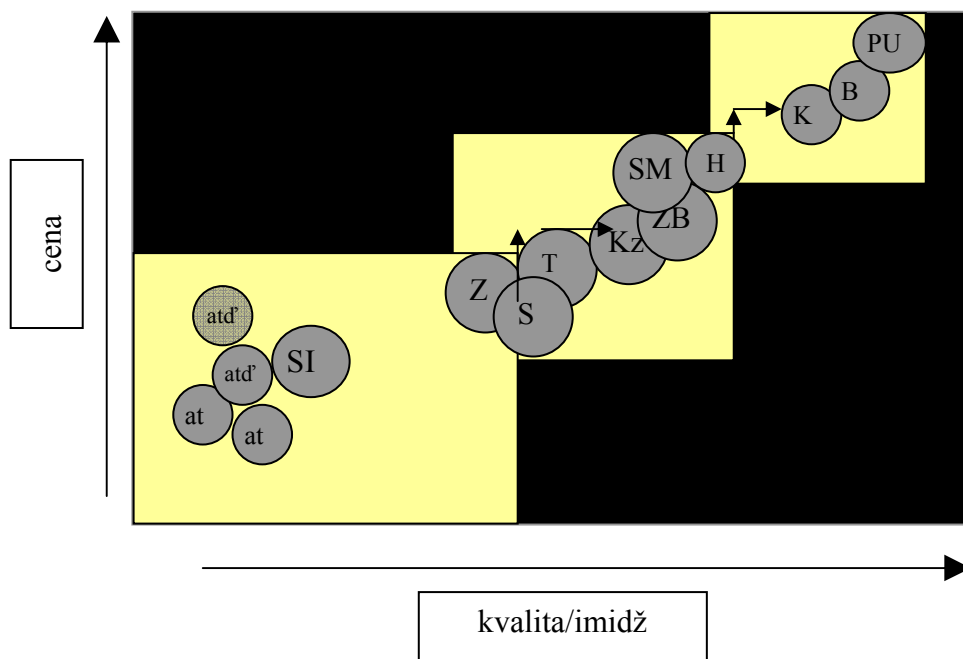 PU
B
K
H
SM
ZB
Kz
T
Z
S
cena
atď
SI
atď
at
at
kvalita/imidž